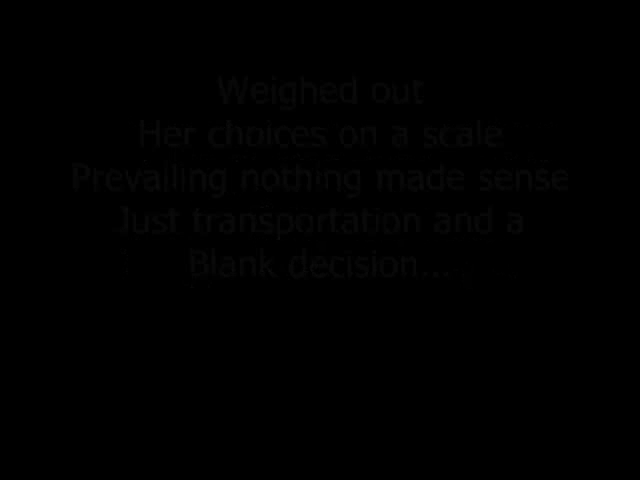 Weighed out
Her choices on a scale
Prevailing nothing made sense
Just transportation and a
Blank decision...